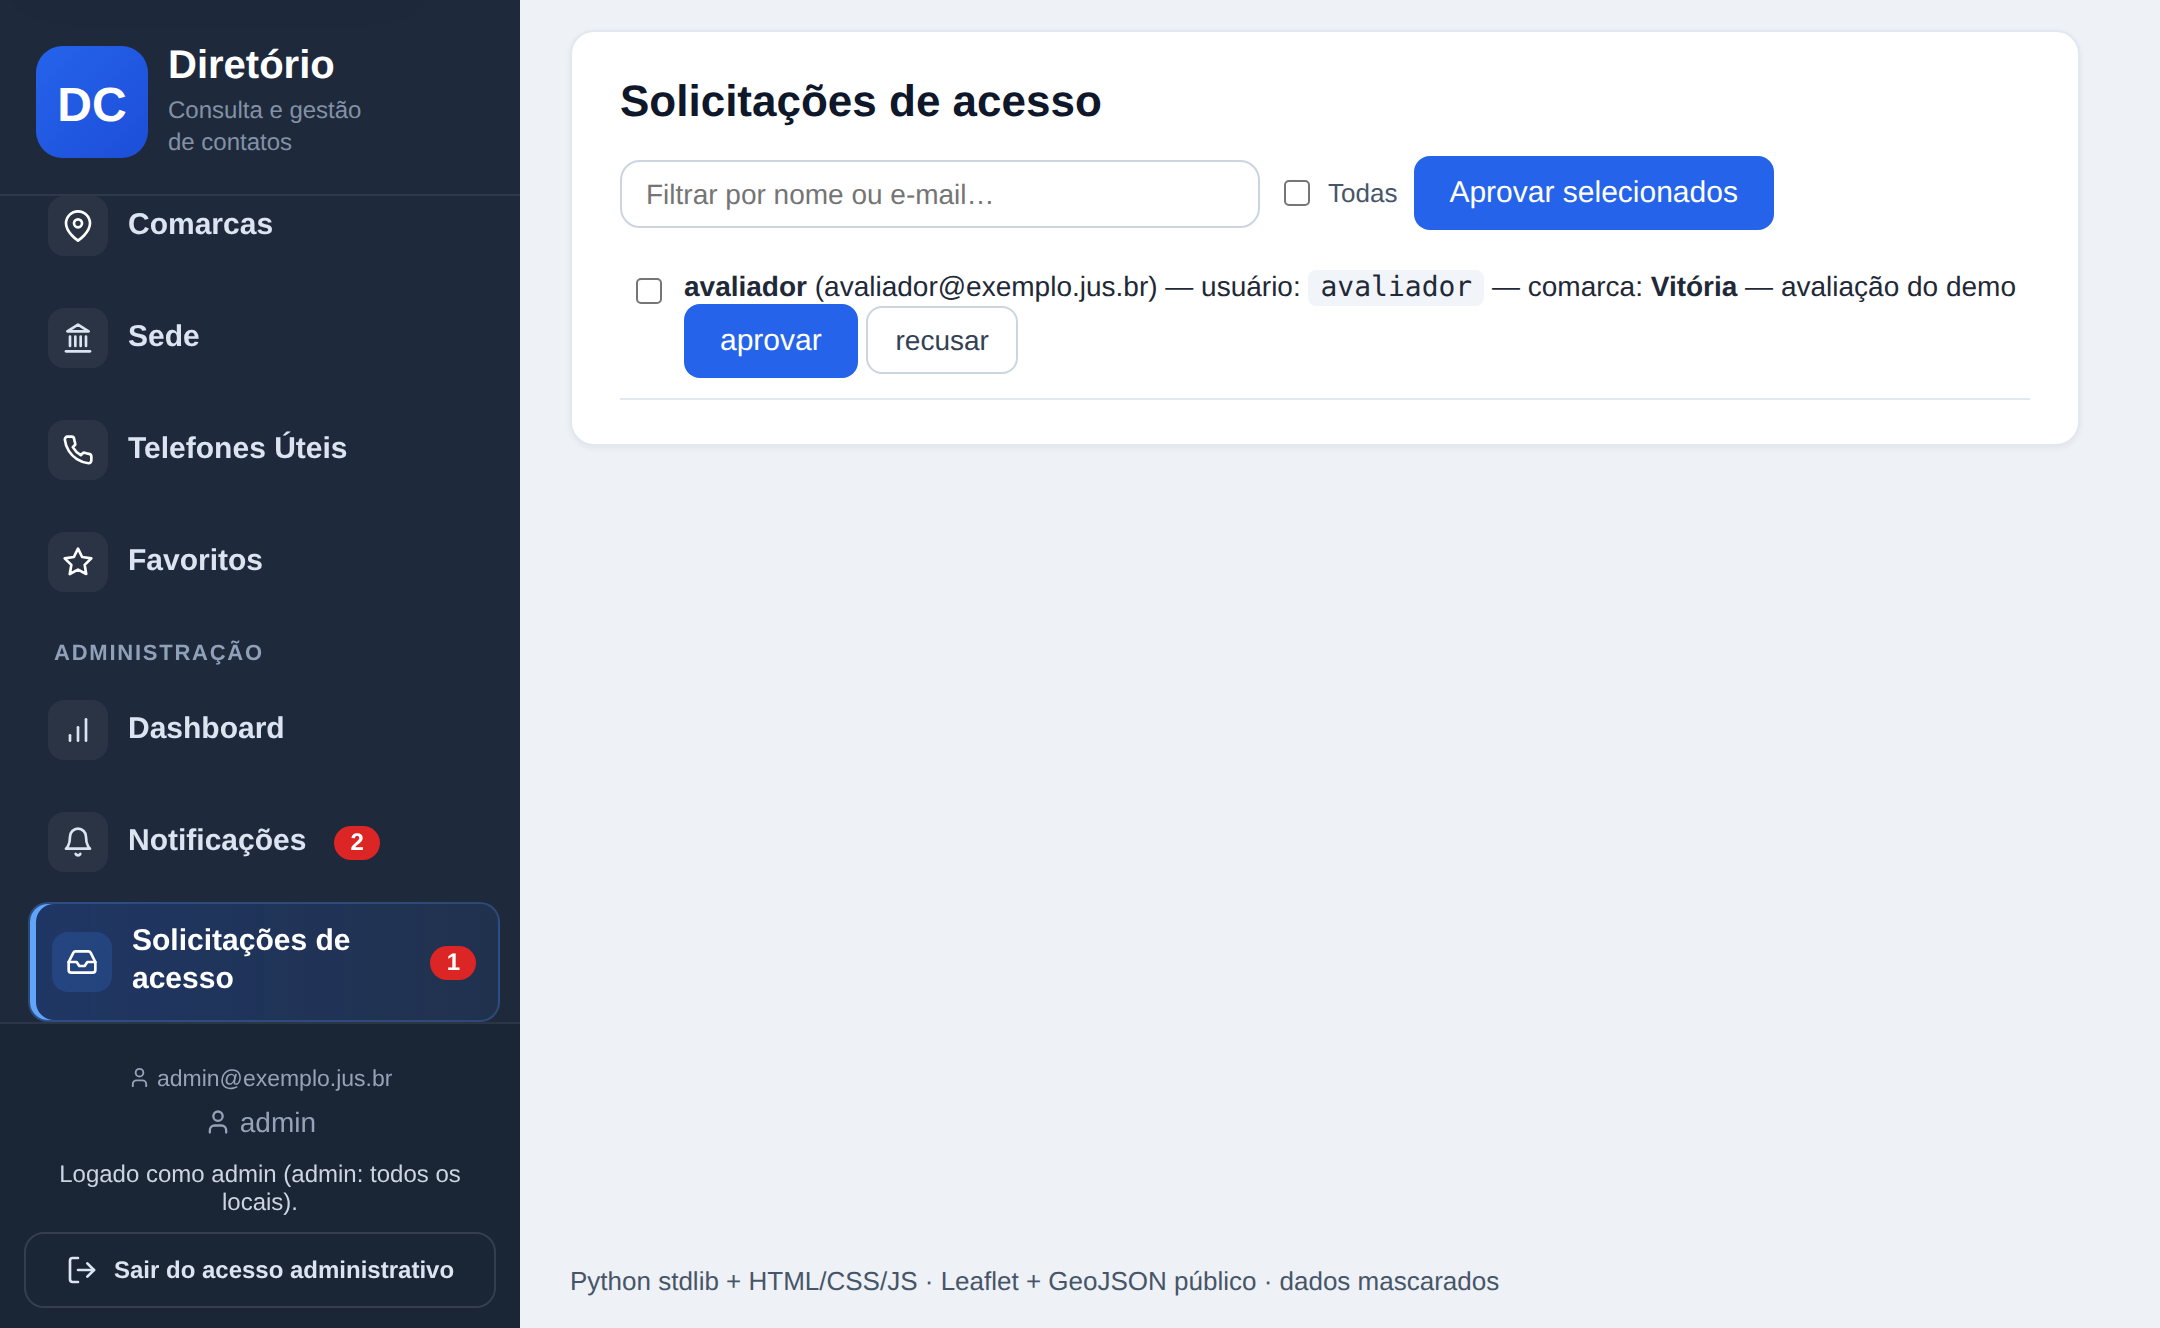 DC
Diretório
Consulta e gestão
de contatos
Comarcas
Sede
Telefones Úteis
Favoritos
ADMINISTRAÇÃO
Dashboard
Notificações 2
Solicitações de
acesso
1
admin@exemplo.jus.br
admin
Logado como admin (admin: todos os
locais).
Sair do acesso administrativo
Solicitações de acesso
Filtrar por nome ou e-mail… Todas Aprovar selecionados
avaliador (avaliador@exemplo.jus.br) — usuário: avaliador — comarca: Vitória — avaliação do demo
aprovar recusar
Python stdlib + HTML/CSS/JS · Leaflet + GeoJSON público · dados mascarados